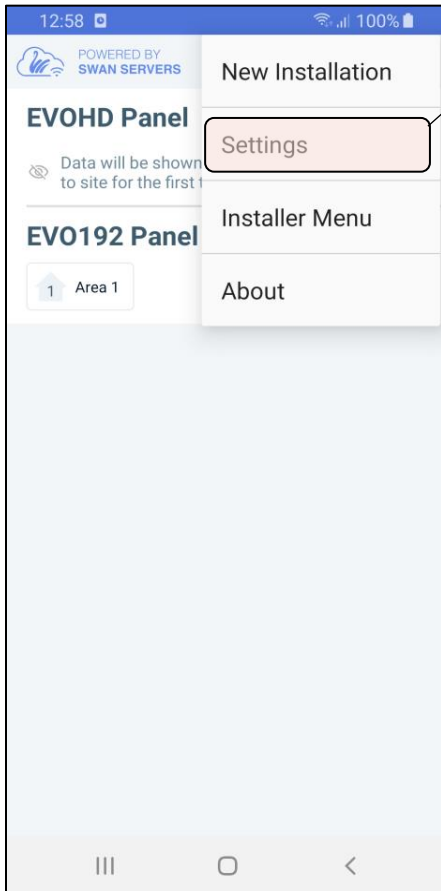 12:58 100%
POWERED BY
SWAN SERVERS
EVOHD Panel
Data will be shown
to site for the first
EVO192 Panel
1 Area 1
New Installation
Settings
Installer Menu
About